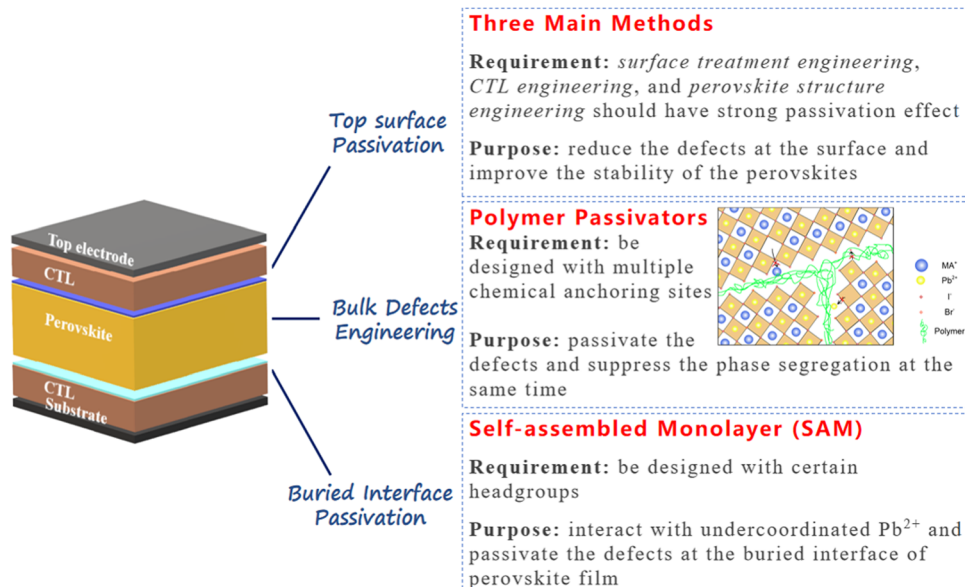 Top electrode
CTL
Perovskite
CTL
Substrate
Top surface
Passivation
Bulk Defects
Engineering
Buried Interface
Passivation
Three Main Methods
Requirement: surface treatment engineering,
CTL engineering, and perovskite structure
engineering should have strong passivation effect
Purpose: reduce the defects at the surface and
improve the stability of the perovskites
Polymer Passivators
Requirement: be
designed with multiple
chemical anchoring sites
MA⁺
Pb²⁺
I⁻
Br⁻
Polymer
Purpose: passivate the
defects and suppress the phase segregation at the
same time
Self-assembled Monolayer (SAM)
Requirement: be designed with certain
headgroups
Purpose: interact with undercoordinated Pb²⁺ and
passivate the defects at the buried interface of
perovskite film